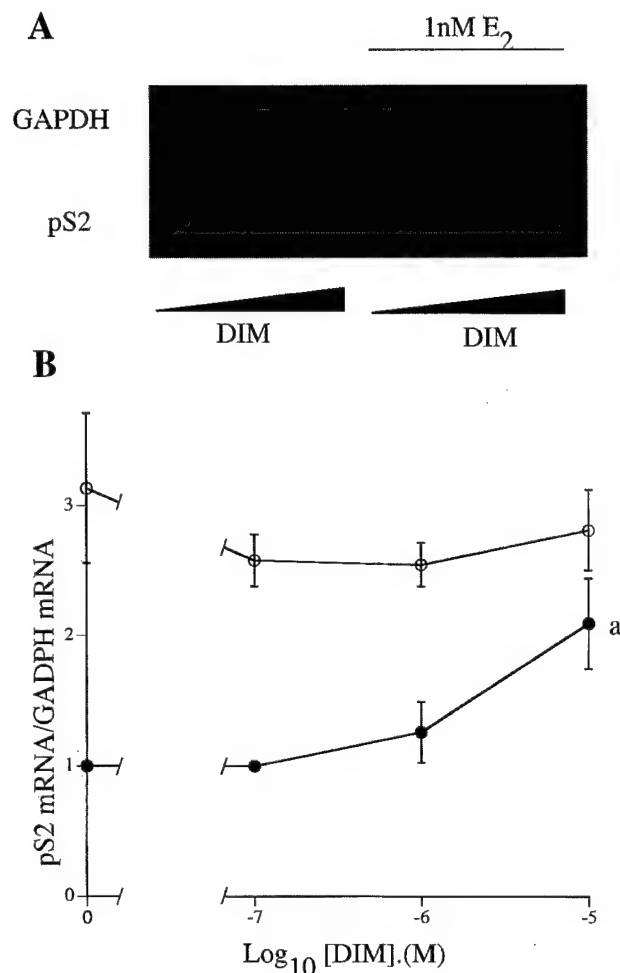 A
1nM E2
GAPDH
pS2
DIM
DIM
B
pS2 mRNA/GADPH mRNA
3
2
1
0
a
0
-7
-6
-5
Log10 [DIM].(M)